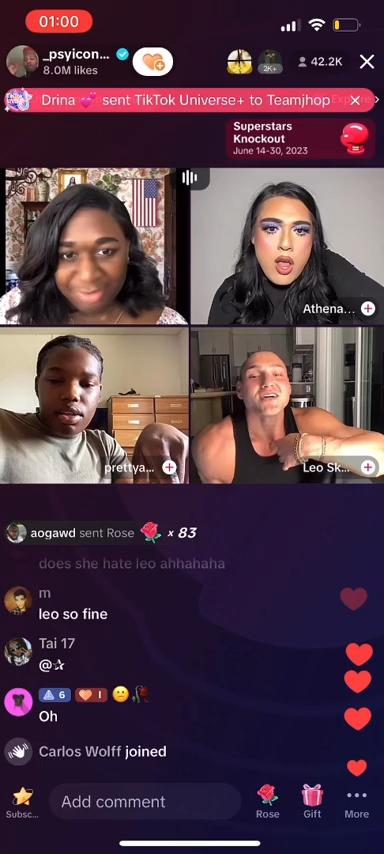 01:00
_psyicon...
8.0M likes
2K+
42.2K
Drina 💕 sent TikTok Universe+ to Teamjhop
Superstars
Knockout
June 14-30, 2023
Athena...
prettya...
Leo Sk...
aogawd sent Rose 🌹 x 83
does she hate leo ahhahaha
m
leo so fine
Tai 17
@✰
6 I 😕🥀
Oh
Carlos Wolff joined
Subsc...
Add comment
Rose
Gift
More